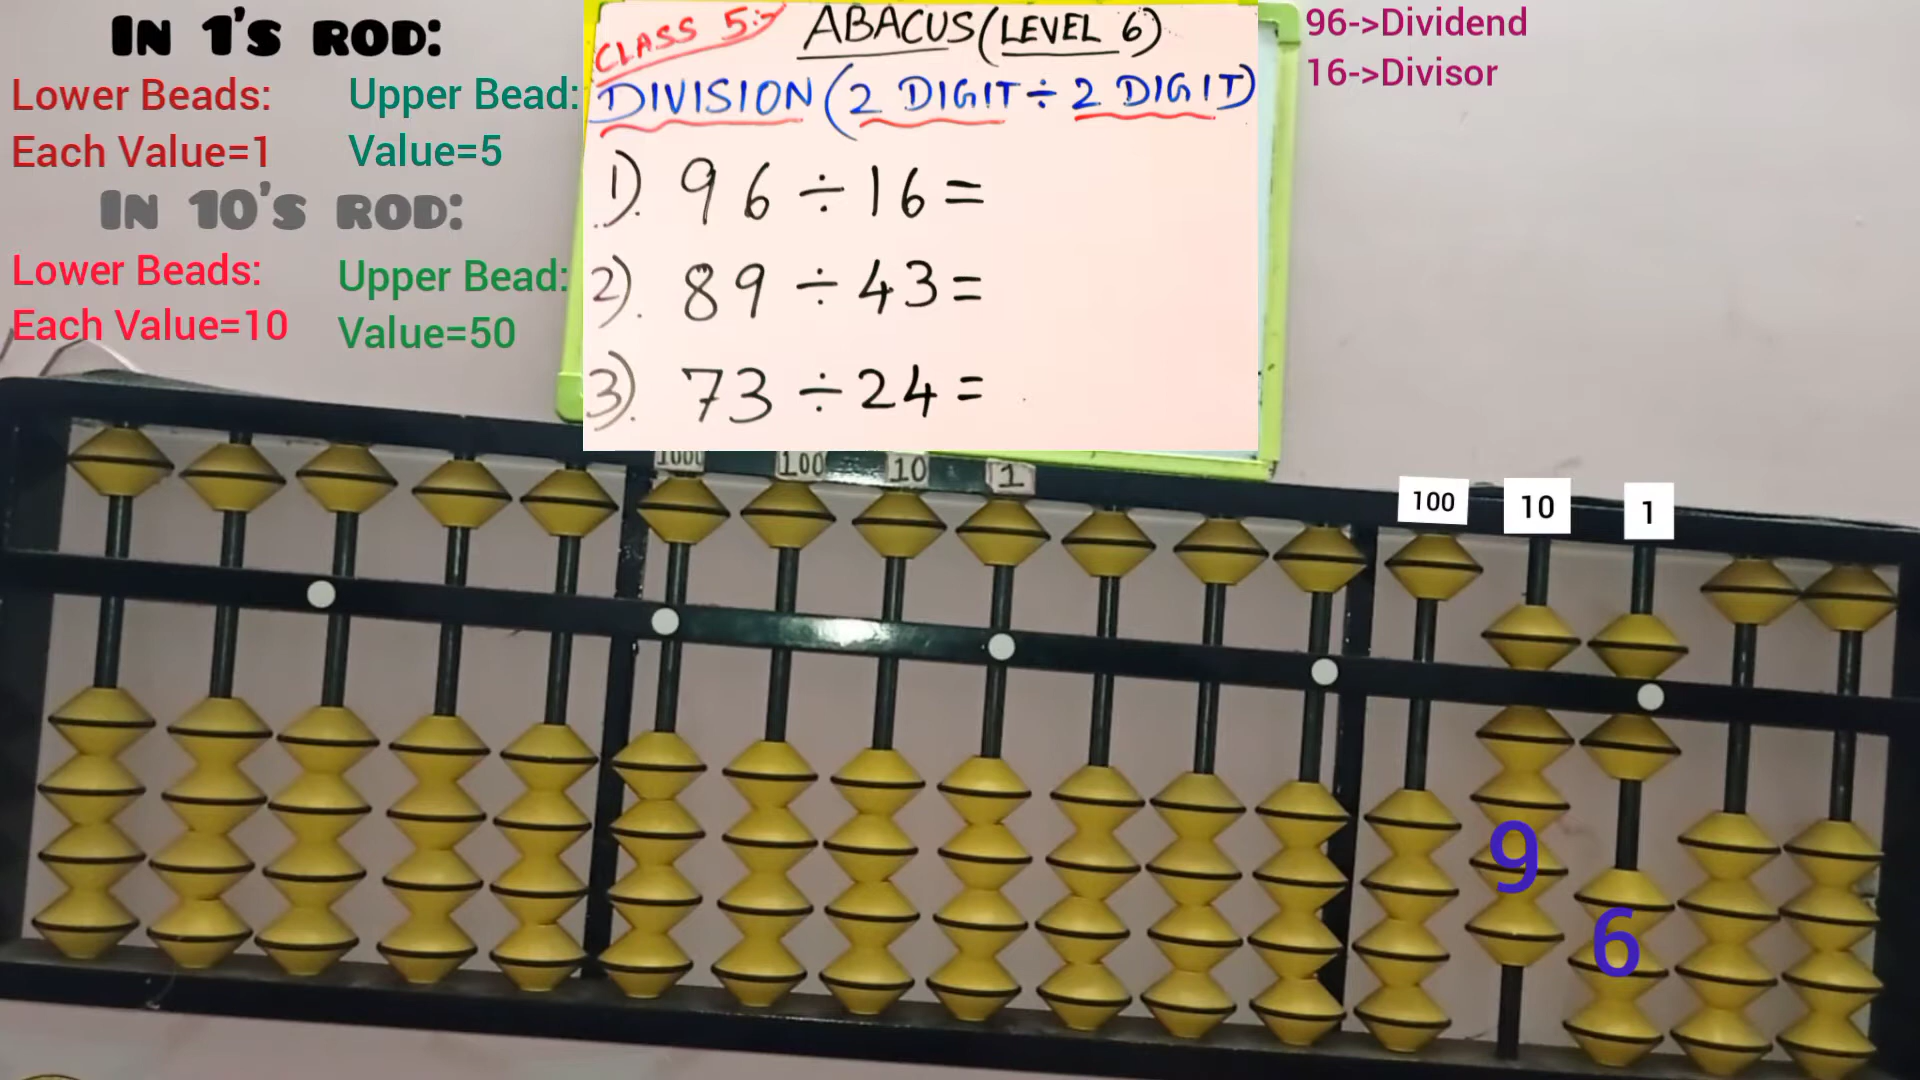 In 1's rod:
Lower Beads:
Each Value=1
Upper Bead:
Value=5
In 10's rod:
Lower Beads:
Each Value=10
Upper Bead:
Value=50
CLASS 5:-
ABACUS (LEVEL 6)
DIVISION (2 DIGIT ÷ 2 DIGIT)
1). 96 ÷ 16 =
2). 89 ÷ 43 =
3). 73 ÷ 24 =
96->Dividend
16->Divisor
1000
100
10
1
100
10
1
9
6